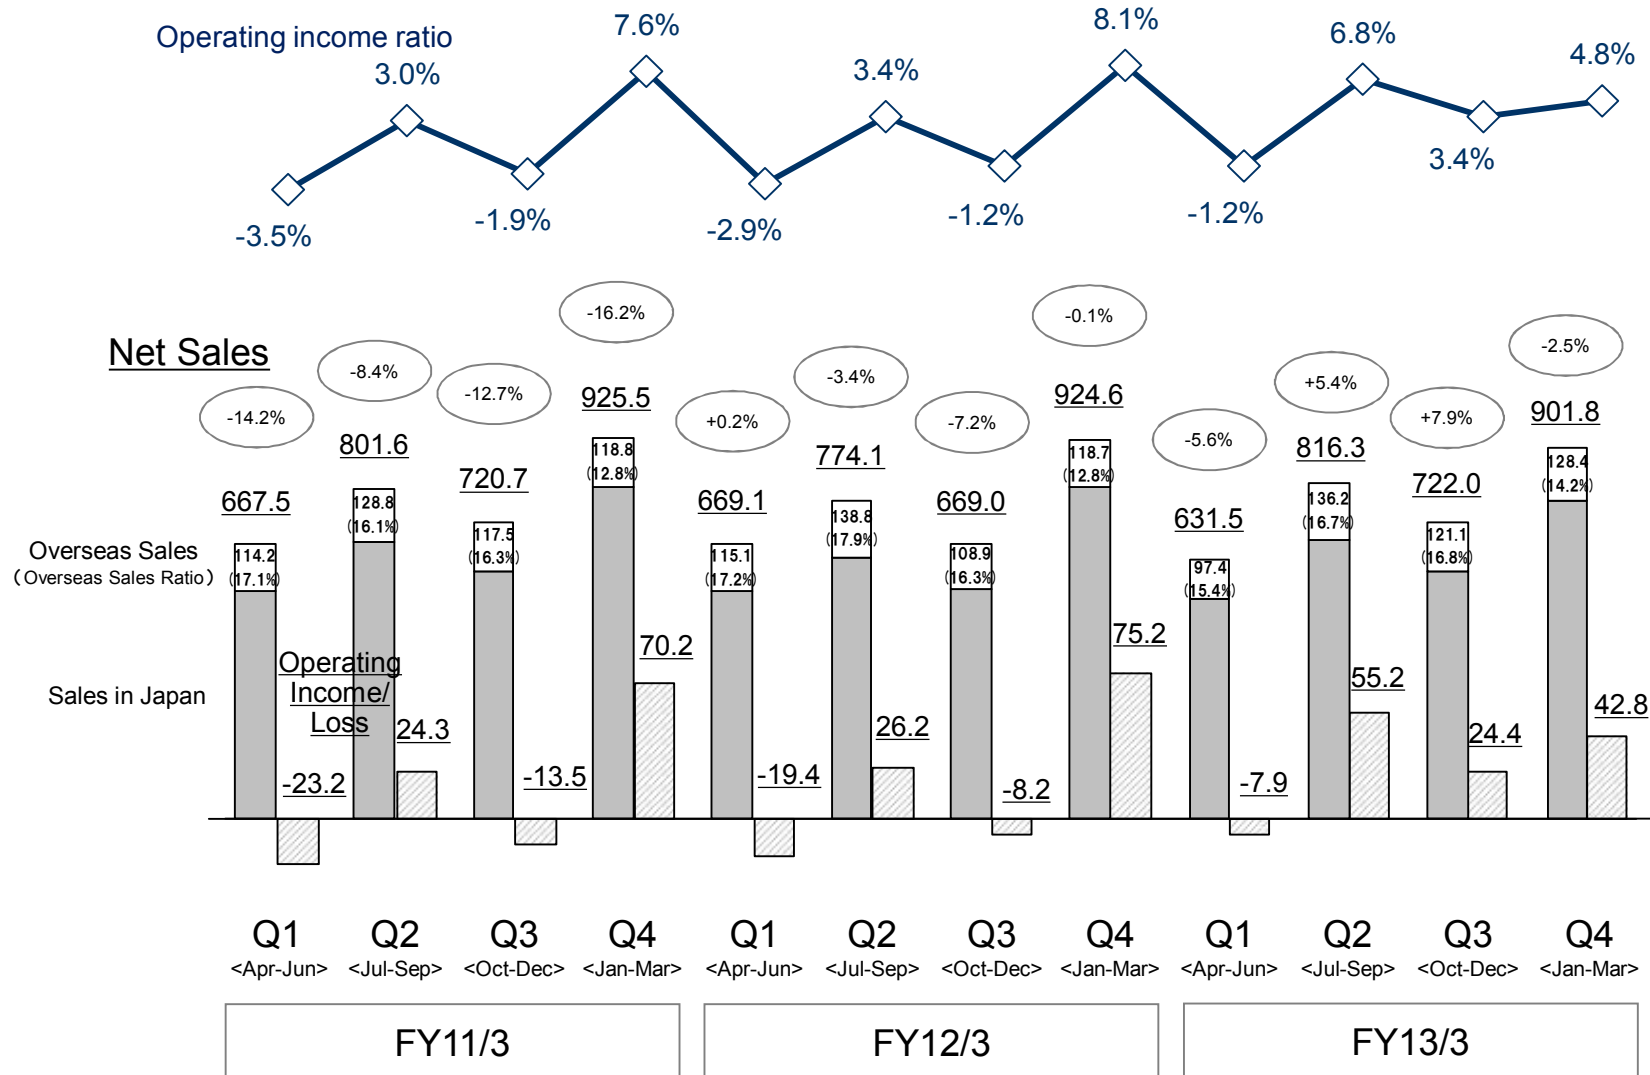 Operating income ratio
-3.5%
3.0%
-1.9%
7.6%
-2.9%
3.4%
-1.2%
8.1%
-1.2%
6.8%
3.4%
4.8%
Net Sales
-14.2%
-8.4%
-12.7%
-16.2%
+0.2%
-3.4%
-7.2%
-0.1%
-5.6%
+5.4%
+7.9%
-2.5%
667.5
801.6
720.7
925.5
669.1
774.1
669.0
924.6
631.5
816.3
722.0
901.8
Overseas Sales
(Overseas Sales Ratio)
114.2
(17.1%)
128.8
(16.1%)
117.5
(16.3%)
118.8
(12.8%)
115.1
(17.2%)
138.8
(17.9%)
108.9
(16.3%)
118.7
(12.8%)
97.4
(15.4%)
136.2
(16.7%)
121.1
(16.8%)
128.4
(14.2%)
Sales in Japan
Operating
Income/
Loss
-23.2
24.3
-13.5
70.2
-19.4
26.2
-8.2
75.2
-7.9
55.2
24.4
42.8
Q1
<Apr-Jun>
Q2
<Jul-Sep>
Q3
<Oct-Dec>
Q4
<Jan-Mar>
Q1
<Apr-Jun>
Q2
<Jul-Sep>
Q3
<Oct-Dec>
Q4
<Jan-Mar>
Q1
<Apr-Jun>
Q2
<Jul-Sep>
Q3
<Oct-Dec>
Q4
<Jan-Mar>
FY11/3
FY12/3
FY13/3